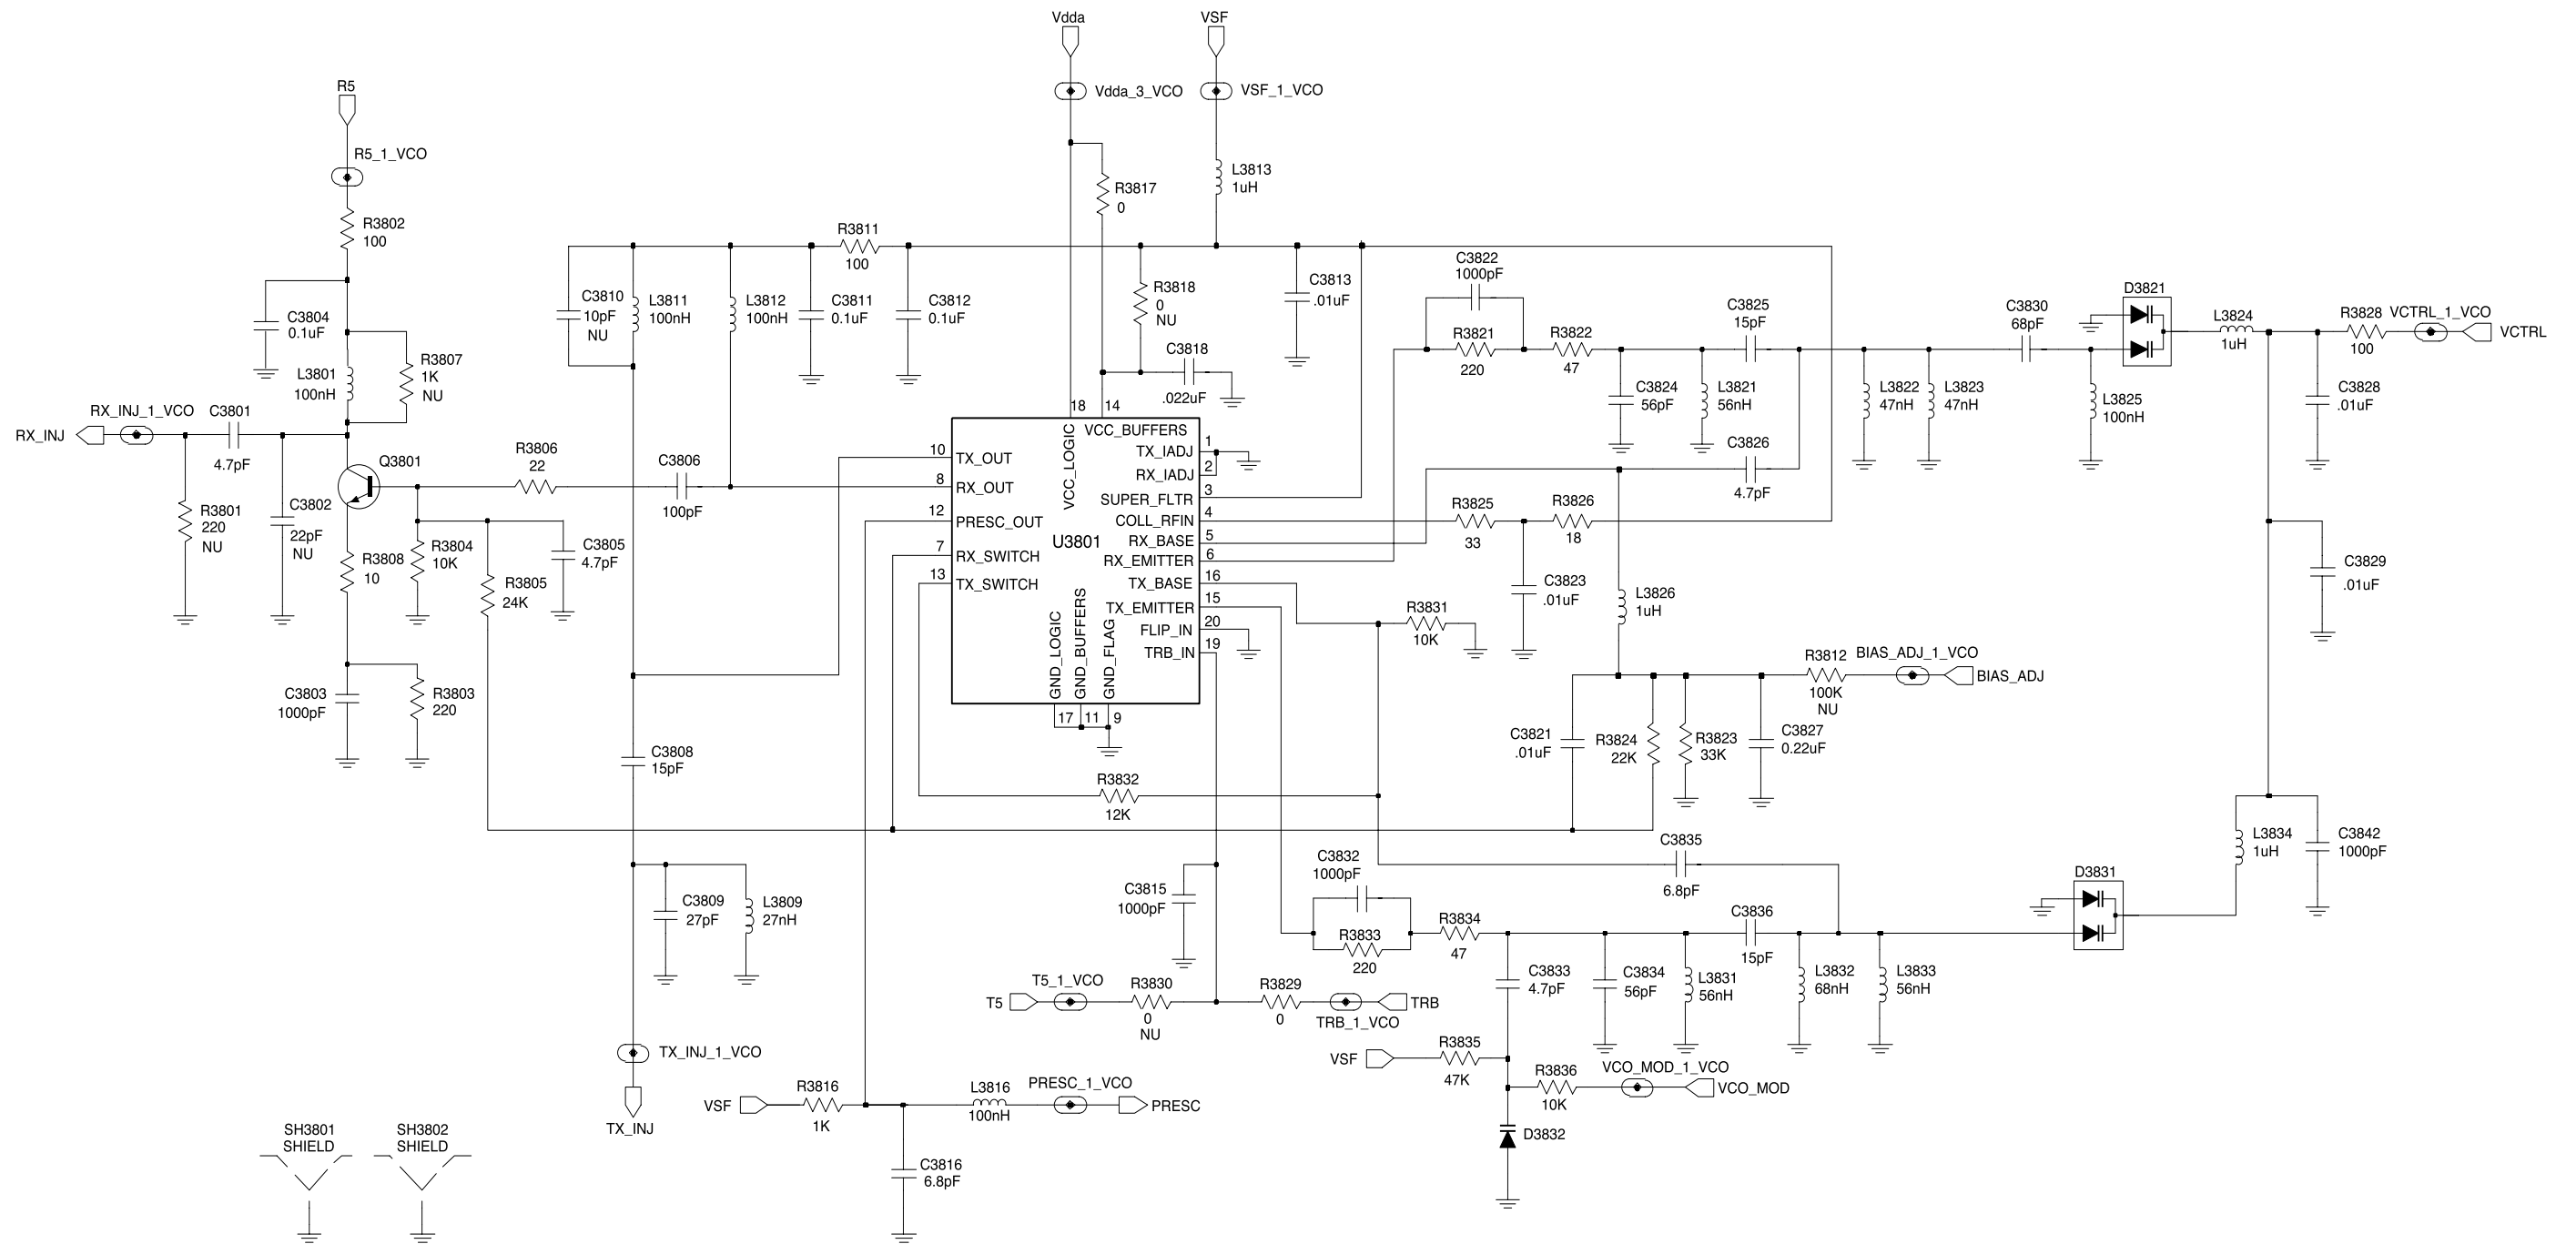 Vdda
VSF
Vdda_3_VCO
VSF_1_VCO
R5
R5_1_VCO
R3802
100
C3804
0.1uF
L3801
100nH
R3807
1K
NU
RX_INJ_1_VCO
RX_INJ
C3801
4.7pF
Q3801
R3801
220
NU
C3802
22pF
NU
R3808
10
R3804
10K
R3805
24K
C3805
4.7pF
R3806
22
C3806
100pF
C3803
1000pF
R3803
220
C3810
10pF
NU
L3811
100nH
L3812
100nH
C3811
0.1uF
R3811
100
C3812
0.1uF
R3817
0
L3813
1uH
R3818
0
NU
C3818
.022uF
C3813
.01uF
18
14
VCC_LOGIC
VCC_BUFFERS
10
TX_OUT
8
RX_OUT
12
PRESC_OUT
7
RX_SWITCH
13
TX_SWITCH
U3801
TX_IADJ
1
RX_IADJ
2
SUPER_FLTR
3
COLL_RFIN
4
RX_BASE
5
RX_EMITTER
6
TX_BASE
16
TX_EMITTER
15
FLIP_IN
20
TRB_IN
19
GND_LOGIC
GND_BUFFERS
GND_FLAG
17
11
9
C3822
1000pF
R3821
220
R3822
47
C3825
15pF
C3824
56pF
L3821
56nH
C3826
4.7pF
L3822
47nH
L3823
47nH
C3830
68pF
D3821
L3825
100nH
L3824
1uH
R3828
100
VCTRL_1_VCO
VCTRL
C3828
.01uF
C3829
.01uF
R3825
33
R3826
18
C3823
.01uF
L3826
1uH
R3831
10K
R3812
100K
NU
BIAS_ADJ_1_VCO
BIAS_ADJ
C3821
.01uF
R3824
22K
R3823
33K
C3827
0.22uF
C3808
15pF
R3832
12K
C3809
27pF
L3809
27nH
C3815
1000pF
C3832
1000pF
R3833
220
R3834
47
C3835
6.8pF
C3836
15pF
D3831
L3834
1uH
C3842
1000pF
C3833
4.7pF
C3834
56pF
L3831
56nH
L3832
68nH
L3833
56nH
T5
T5_1_VCO
R3830
0
NU
R3829
0
TRB
TRB_1_VCO
VSF
R3835
47K
R3836
10K
VCO_MOD_1_VCO
VCO_MOD
D3832
TX_INJ_1_VCO
TX_INJ
VSF
R3816
1K
L3816
100nH
PRESC_1_VCO
PRESC
C3816
6.8pF
SH3801
SHIELD
SH3802
SHIELD